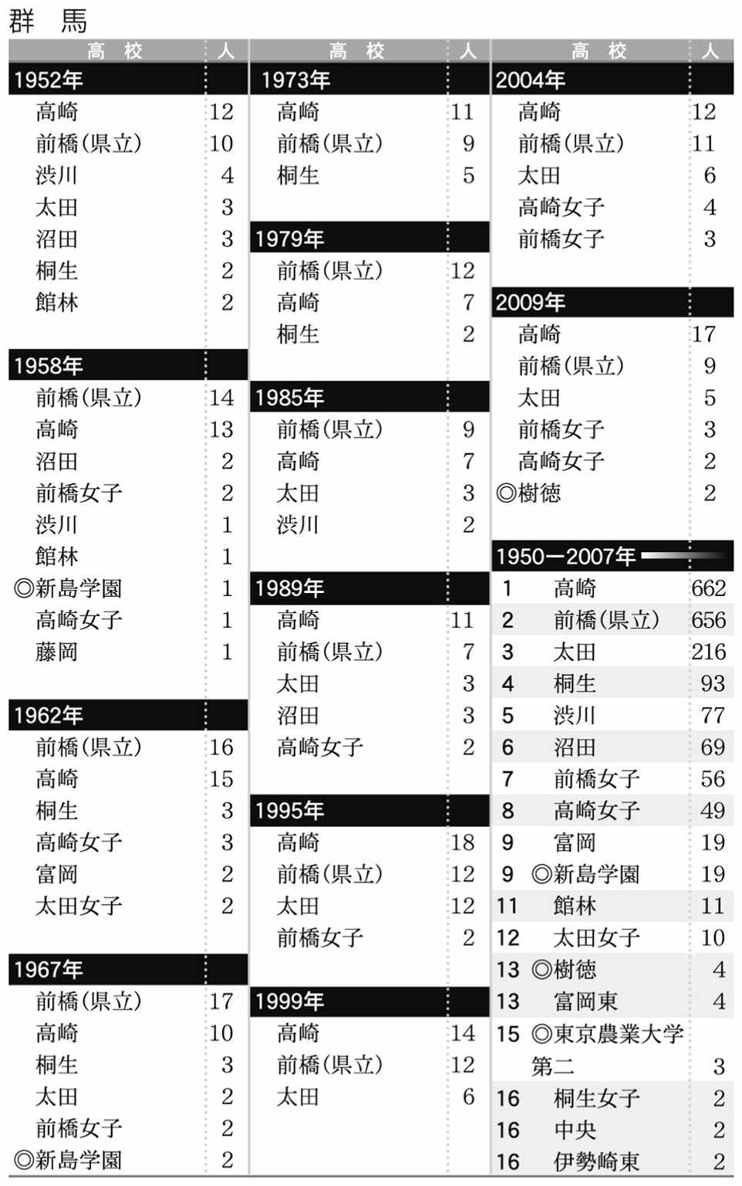 群 馬
高 校 人
1952年
高崎 12
前橋(県立) 10
渋川 4
太田 3
沼田 3
桐生 2
館林 2
1958年
前橋(県立) 14
高崎 13
沼田 2
前橋女子 2
渋川 1
館林 1
◎新島学園 1
高崎女子 1
藤岡 1
1962年
前橋(県立) 16
高崎 15
桐生 3
高崎女子 3
富岡 2
太田女子 2
1967年
前橋(県立) 17
高崎 10
桐生 3
太田 2
前橋女子 2
◎新島学園 2
高 校 人
1973年
高崎 11
前橋(県立) 9
桐生 5
1979年
前橋(県立) 12
高崎 7
桐生 2
1985年
前橋(県立) 9
高崎 7
太田 3
渋川 2
1989年
高崎 11
前橋(県立) 7
太田 3
沼田 3
高崎女子 2
1995年
高崎 18
前橋(県立) 12
太田 12
前橋女子 2
1999年
高崎 14
前橋(県立) 12
太田 6
高 校 人
2004年
高崎 12
前橋(県立) 11
太田 6
高崎女子 4
前橋女子 3
2009年
高崎 17
前橋(県立) 9
太田 5
前橋女子 3
高崎女子 2
◎樹徳 2
1950−2007年
1 高崎 662
2 前橋(県立) 656
3 太田 216
4 桐生 93
5 渋川 77
6 沼田 69
7 前橋女子 56
8 高崎女子 49
9 富岡 19
9 ◎新島学園 19
11 館林 11
12 太田女子 10
13 ◎樹徳 4
13 富岡東 4
15 ◎東京農業大学
第二 3
16 桐生女子 2
16 中央 2
16 伊勢崎東 2